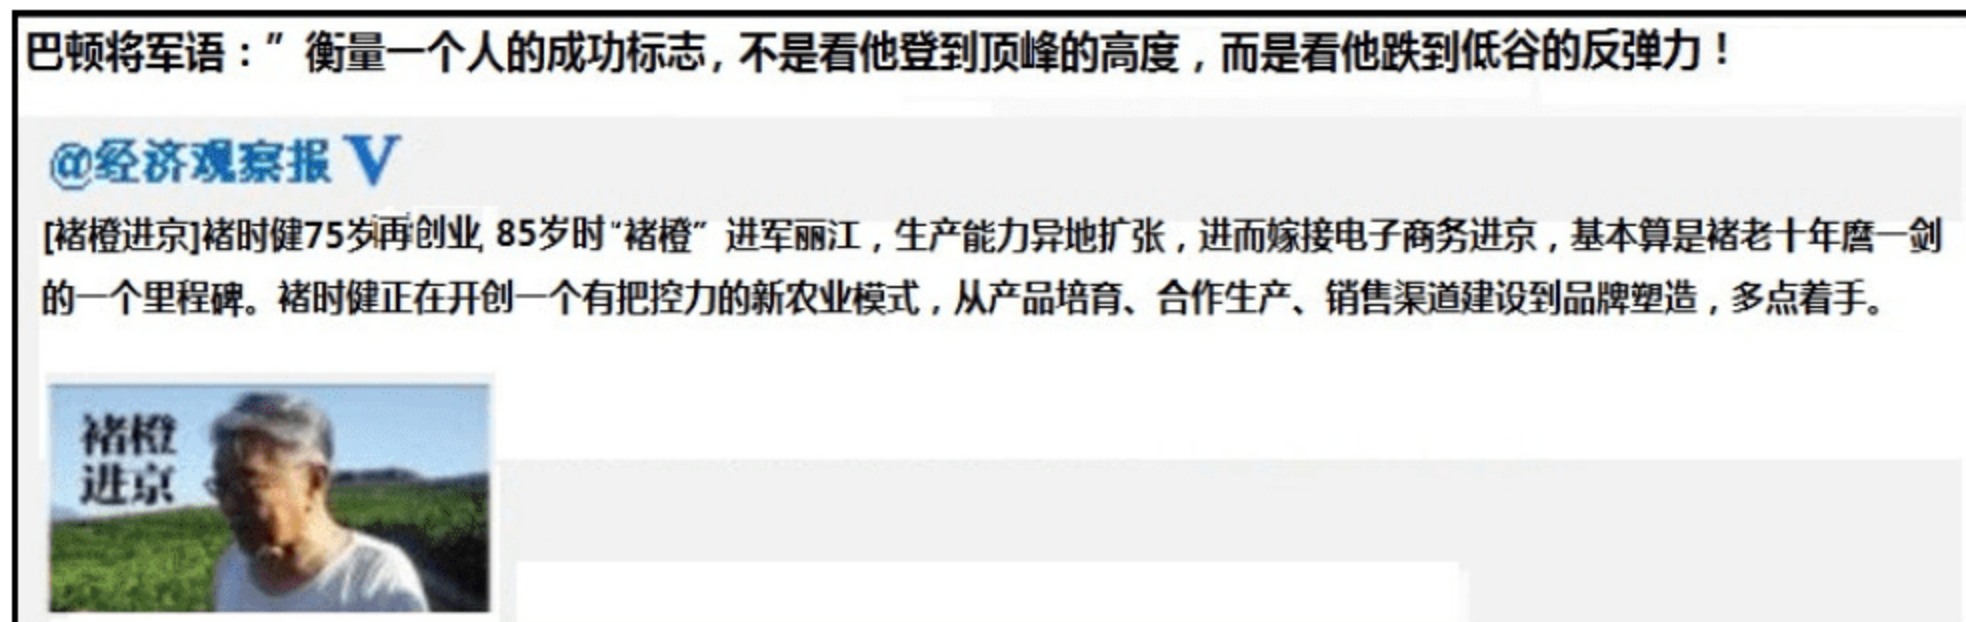 巴顿将军语：”衡量一个人的成功标志，不是看他登到顶峰的高度，而是看他跌到低谷的反弹力！
@经济观察报 V
[褚橙进京]褚时健75岁再创业, 85岁时“褚橙”进军丽江，生产能力异地扩张，进而嫁接电子商务进京，基本算是褚老十年磨一剑
的一个里程碑。褚时健正在开创一个有把控力的新农业模式，从产品培育、合作生产、销售渠道建设到品牌塑造，多点着手。
褚橙
进京